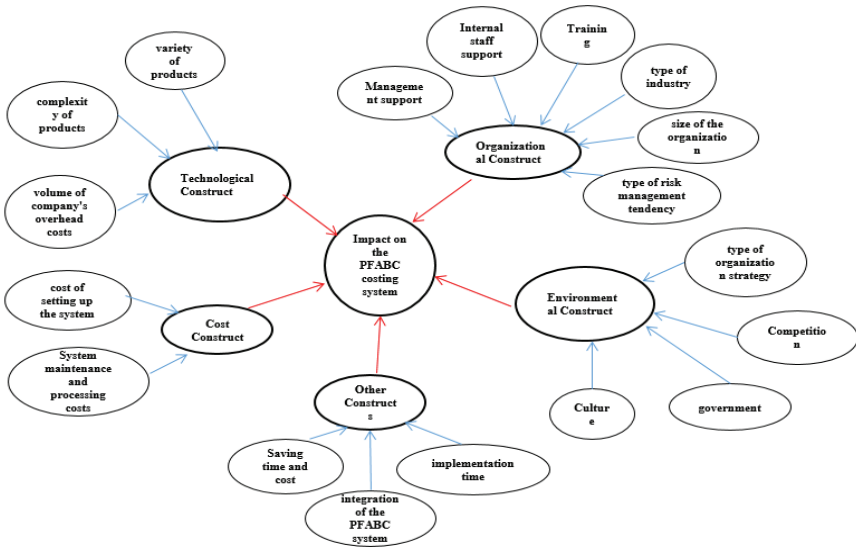 variety
of
products
complexit
y of
products
Technological
Construct
volume of
company's
overhead
costs
Internal
staff
support
Trainin
g
Manageme
nt support
type of
industry
size of the
organizatio
n
Organization
al Construct
type of risk
management
tendency
Impact on
the
PFABC
costing
system
cost of
setting up
the system
Cost
Construct
System
maintenance
and
processing
costs
type of
organizatio
n strategy
Environment
al Construct
Competitio
n
government
Cultur
e
Other
Construct
s
Saving
time and
cost
implementation
time
integration
of the
PFABC
system